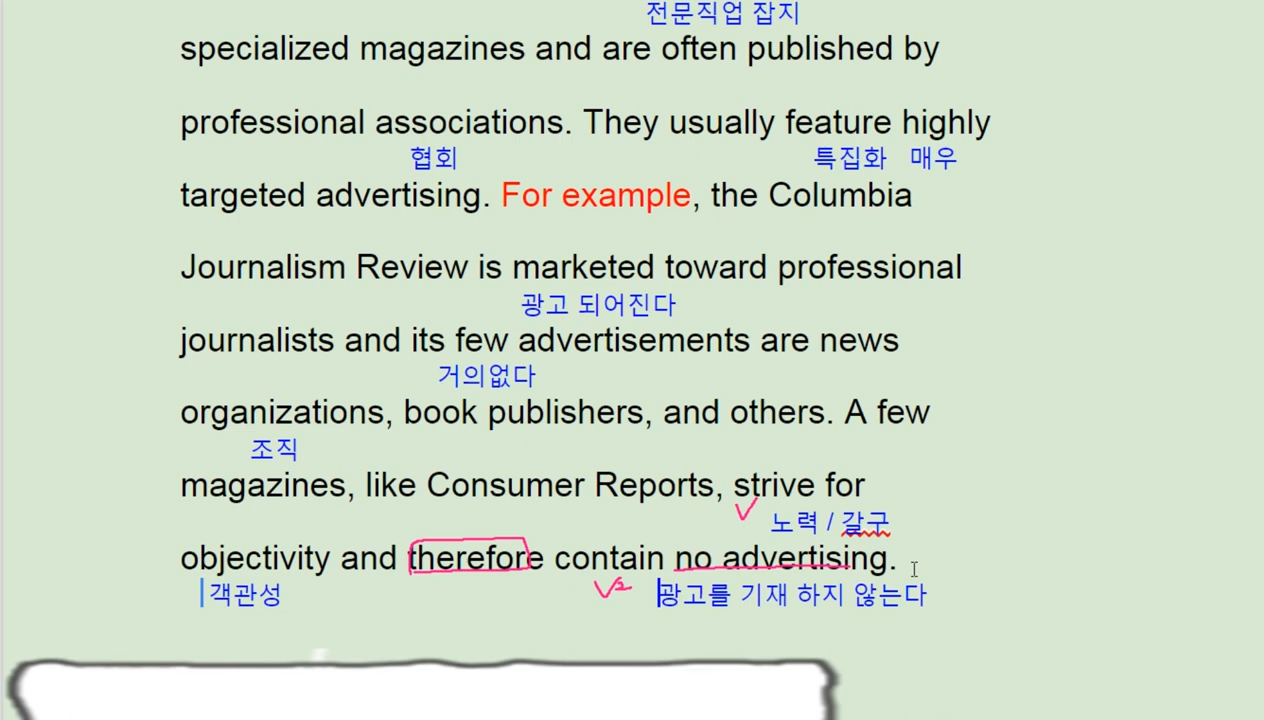 전문직업 잡지
specialized magazines and are often published by
professional associations. They usually feature highly
협회 특집화 매우
targeted advertising. For example, the Columbia
Journalism Review is marketed toward professional
광고 되어진다
journalists and its few advertisements are news
거의없다
organizations, book publishers, and others. A few
조직
magazines, like Consumer Reports, strive for
노력 / 갈구
objectivity and therefore contain no advertising.
객관성 광고를 기재 하지 않는다